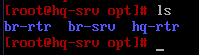 [root@hq-srv opt]# ls
br-rtr  br-srv  hq-rtr
[root@hq-srv opt]# _